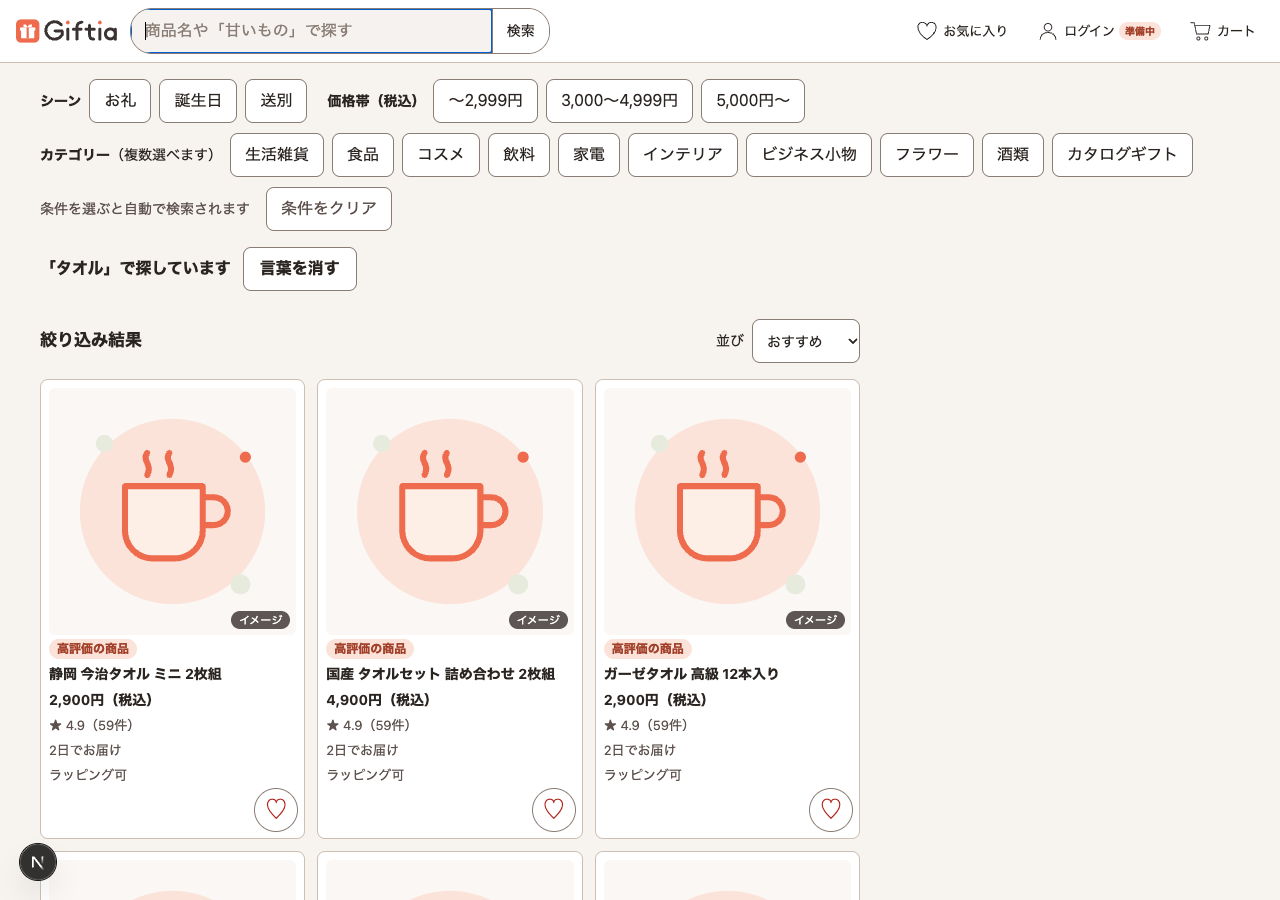 Giftia
商品名や「甘いもの」で探す
検索
お気に入り
ログイン 準備中
カート
シーン お礼 誕生日 送別 価格帯（税込） 〜2,999円 3,000〜4,999円 5,000円〜
カテゴリー（複数選べます） 生活雑貨 食品 コスメ 飲料 家電 インテリア ビジネス小物 フラワー 酒類 カタログギフト
条件を選ぶと自動で検索されます 条件をクリア
「タオル」で探しています 言葉を消す
絞り込み結果
並び おすすめ
イメージ
高評価の商品
静岡 今治タオル ミニ 2枚組
2,900円（税込）
★ 4.9（59件）
2日でお届け
ラッピング可
イメージ
高評価の商品
国産 タオルセット 詰め合わせ 2枚組
4,900円（税込）
★ 4.9（59件）
2日でお届け
ラッピング可
イメージ
高評価の商品
ガーゼタオル 高級 12本入り
2,900円（税込）
★ 4.9（59件）
2日でお届け
ラッピング可
N